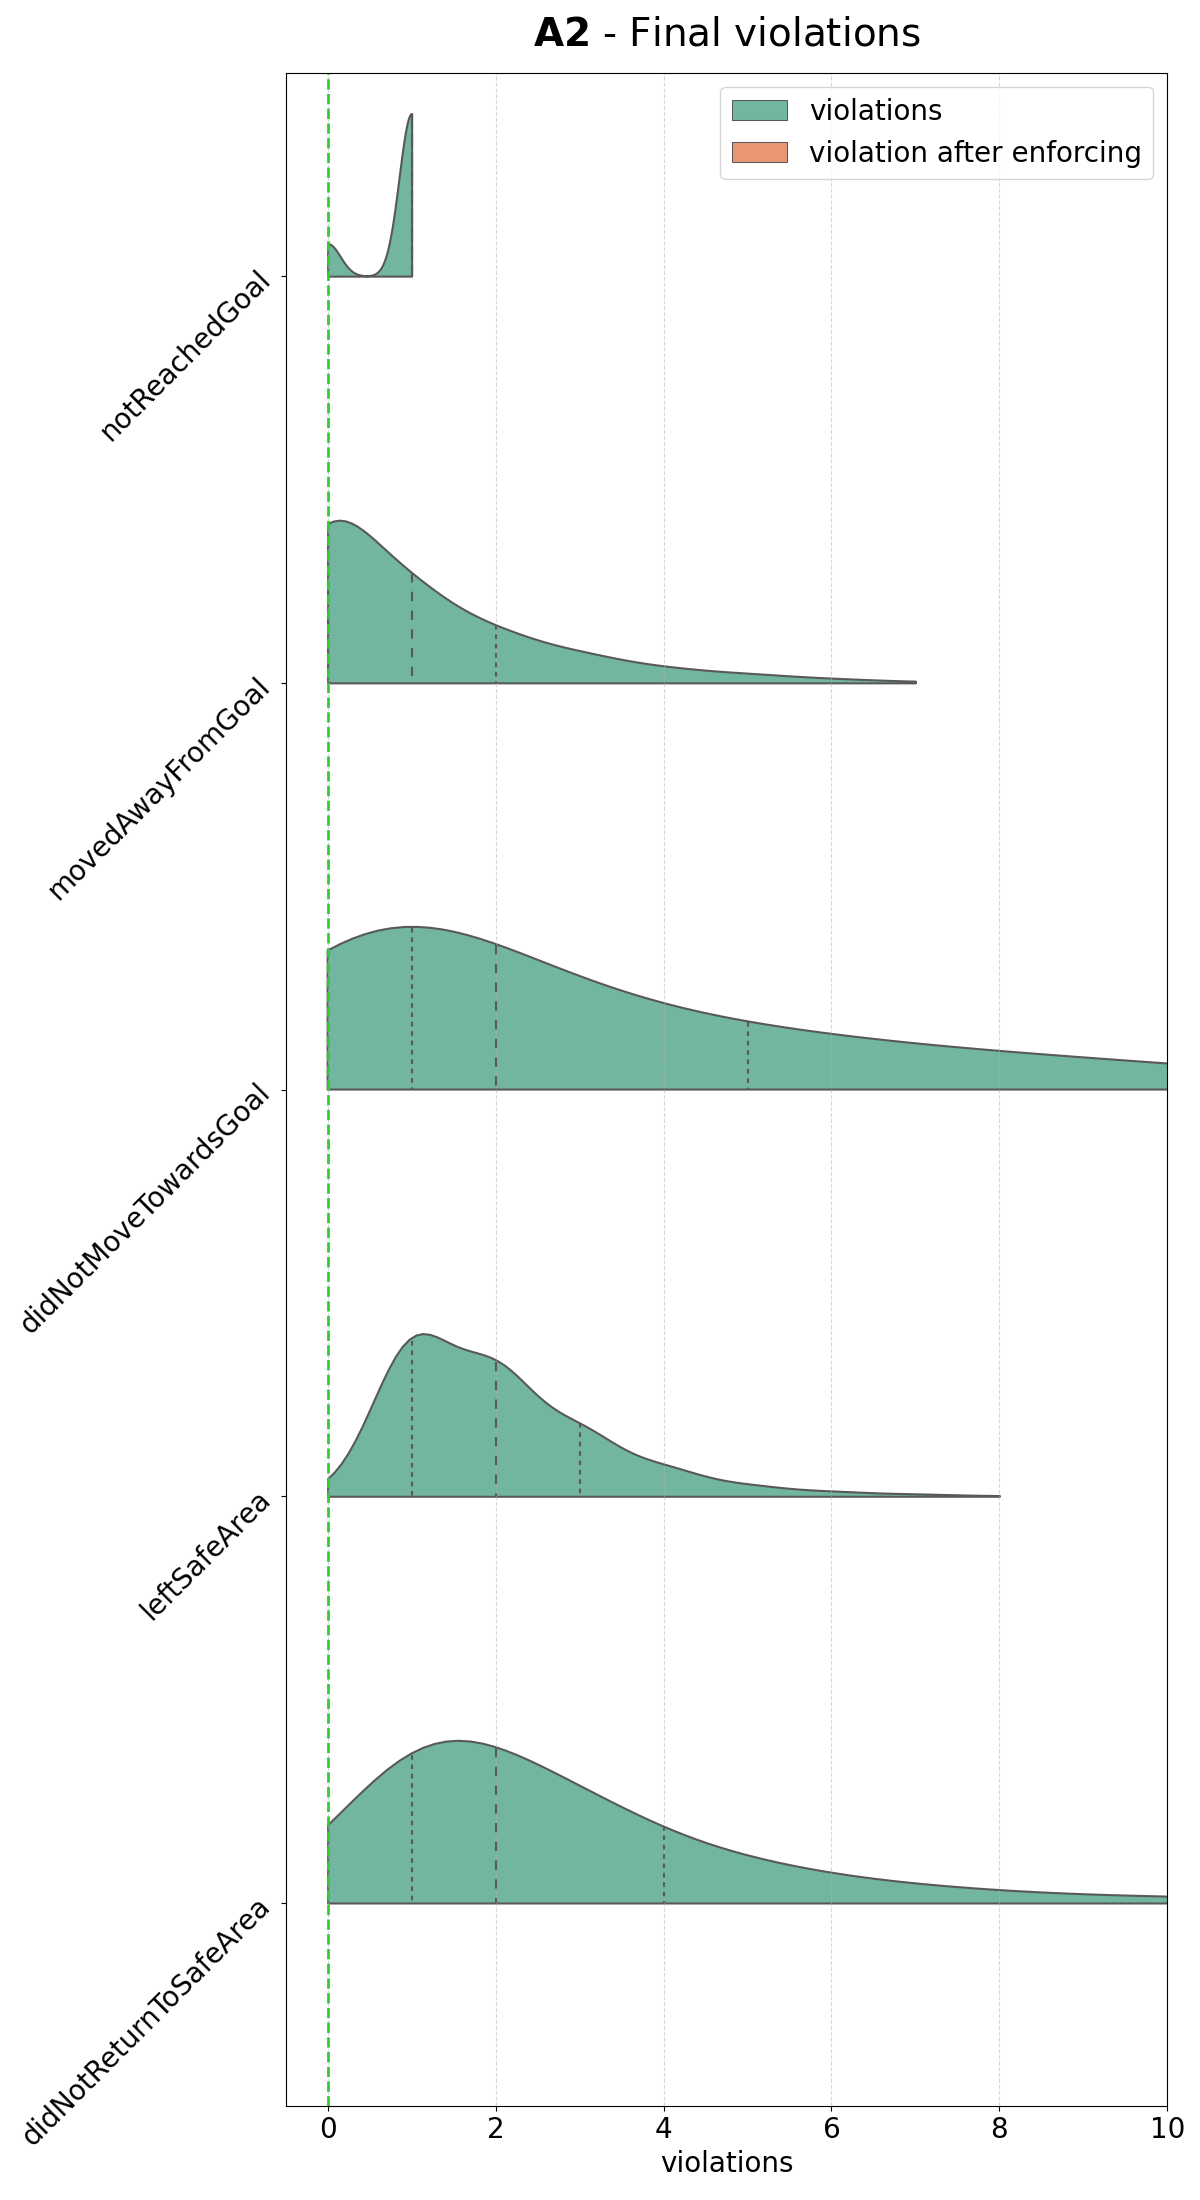 A2 - Final violations
violations
violation after enforcing
notReachedGoal
movedAwayFromGoal
didNotMoveTowardsGoal
leftSafeArea
didNotReturnToSafeArea
0 2 4 6 8 10
violations